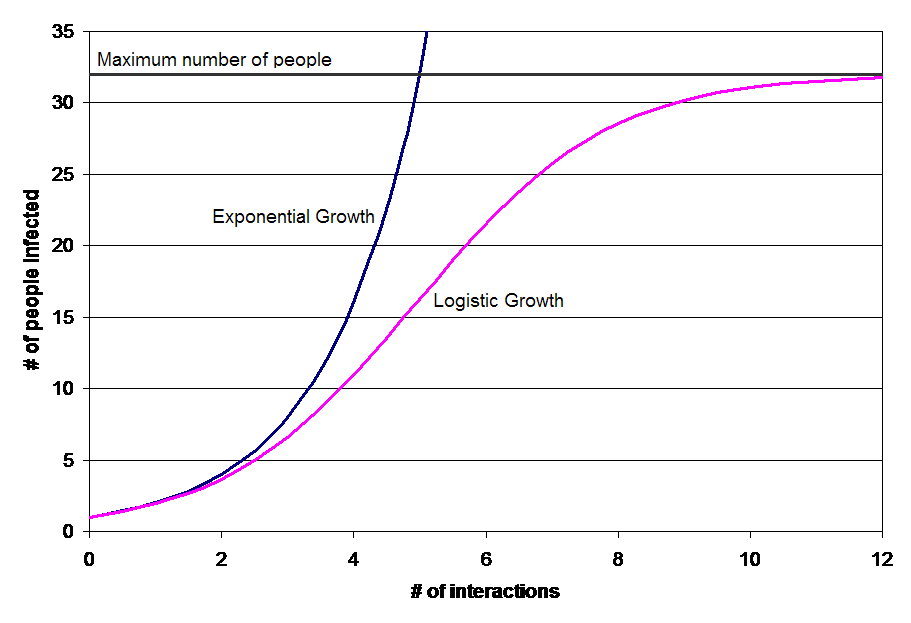 35
Maximum number of people
30
25
Exponential Growth
20
Logistic Growth
15
10
5
0
# of people infected
0 2 4 6 8 10 12
# of interactions